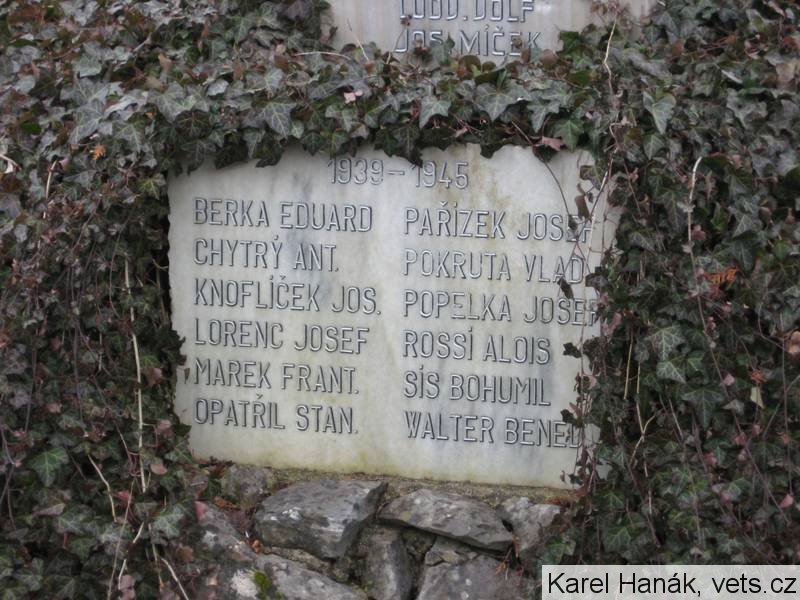 LUDV. DOLF
JOS. MÍČEK
1939-1945
BERKA EDUARD
CHYTRÝ ANT.
KNOFLÍČEK JOS.
LORENC JOSEF
MAREK FRANT.
OPATŘIL STAN.
PAŘÍZEK JOSEF
POKRUTA VLAD.
POPELKA JOSEF
ROSSÍ ALOIS
SÍS BOHUMIL
WALTER BENED.
Karel Hanák, vets.cz